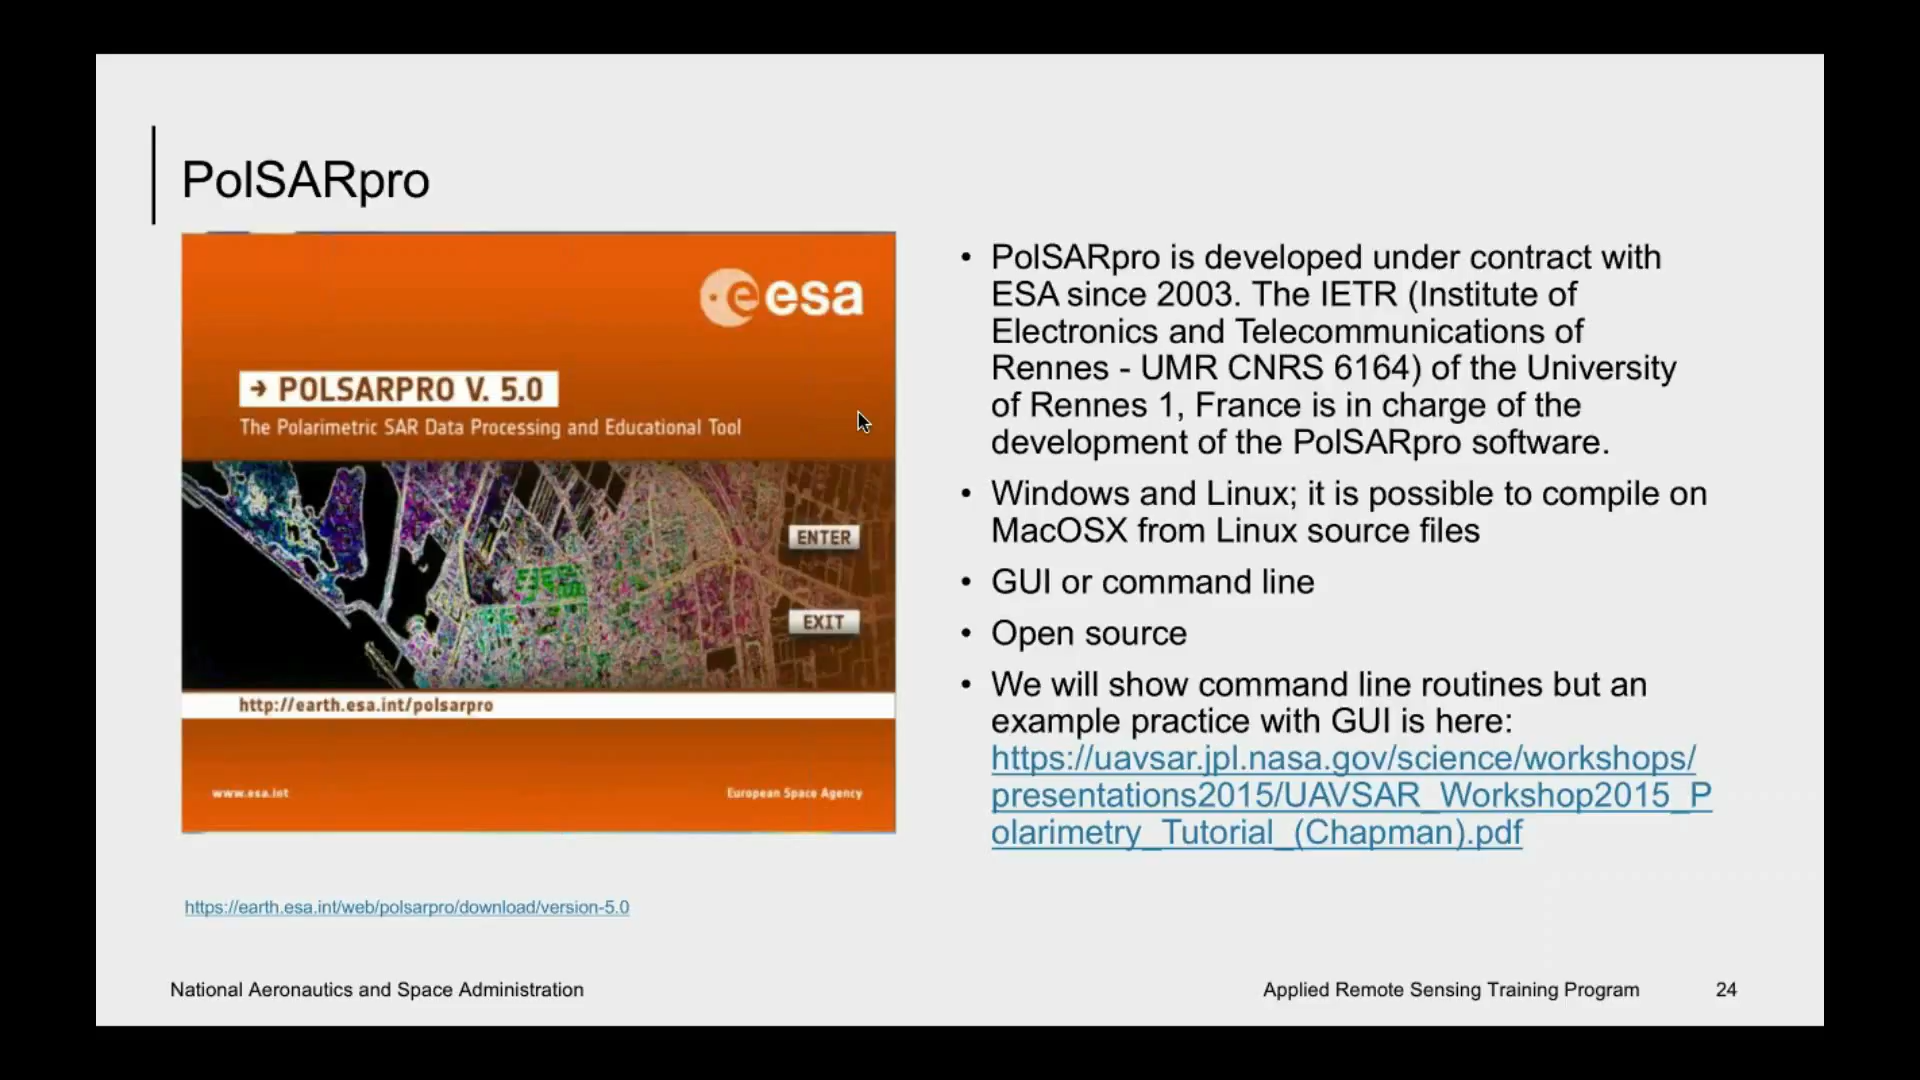 PolSARpro
esa
→ POLSARPRO V. 5.0
The Polarimetric SAR Data Processing and Educational Tool
ENTER
EXIT
http://earth.esa.int/polsarpro
www.esa.int
European Space Agency
https://earth.esa.int/web/polsarpro/download/version-5.0
• PolSARpro is developed under contract with
ESA since 2003. The IETR (Institute of
Electronics and Telecommunications of
Rennes - UMR CNRS 6164) of the University
of Rennes 1, France is in charge of the
development of the PolSARpro software.
• Windows and Linux; it is possible to compile on
MacOSX from Linux source files
• GUI or command line
• Open source
• We will show command line routines but an
example practice with GUI is here:
https://uavsar.jpl.nasa.gov/science/workshops/
presentations2015/UAVSAR_Workshop2015_P
olarimetry_Tutorial_(Chapman).pdf
National Aeronautics and Space Administration
Applied Remote Sensing Training Program
24